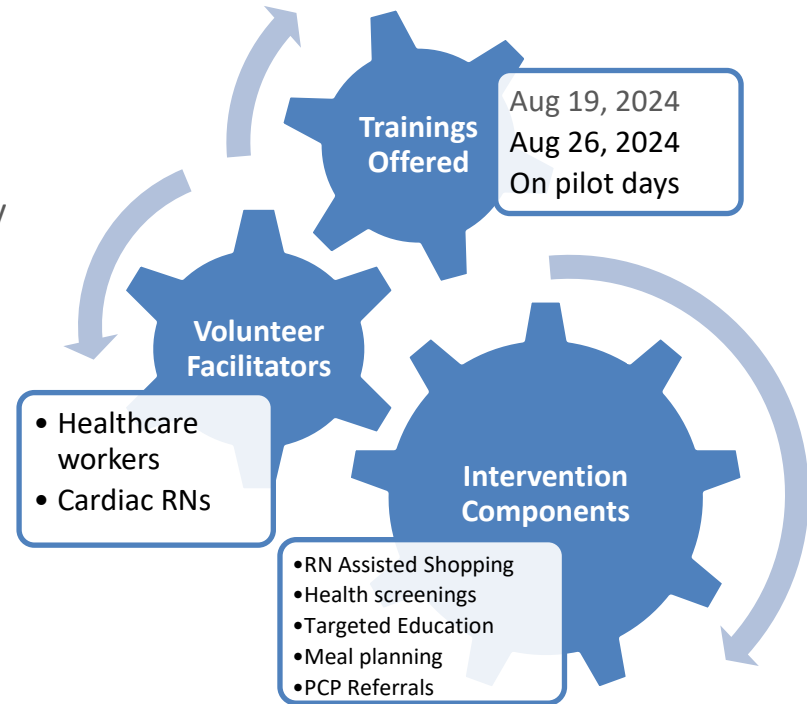 Trainings
Offered
Aug 19, 2024
Aug 26, 2024
On pilot days
Volunteer
Facilitators
• Healthcare
workers
• Cardiac RNs
Intervention
Components
•RN Assisted Shopping
•Health screenings
•Targeted Education
•Meal planning
•PCP Referrals